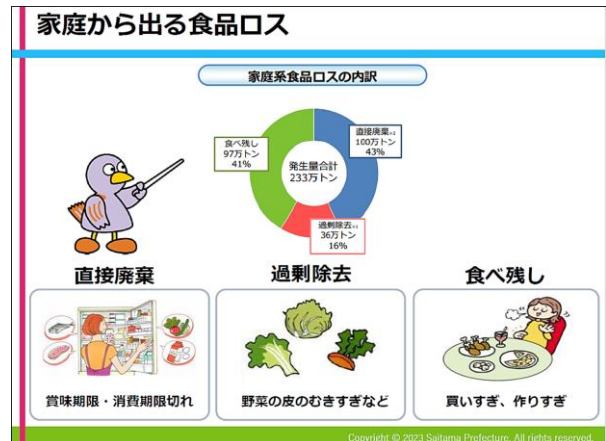 家庭から出る食品ロス
家庭系食品ロスの内訳
食べ残し
97万トン
41%
直接廃棄※1
100万トン
43%
発生量合計
233万トン
過剰除去※1
36万トン
16%
直接廃棄
過剰除去
食べ残し
賞味期限・消費期限切れ
野菜の皮のむきすぎなど
買いすぎ、作りすぎ
Copyright © 2023 Saitama Prefecture. All rights reserved.